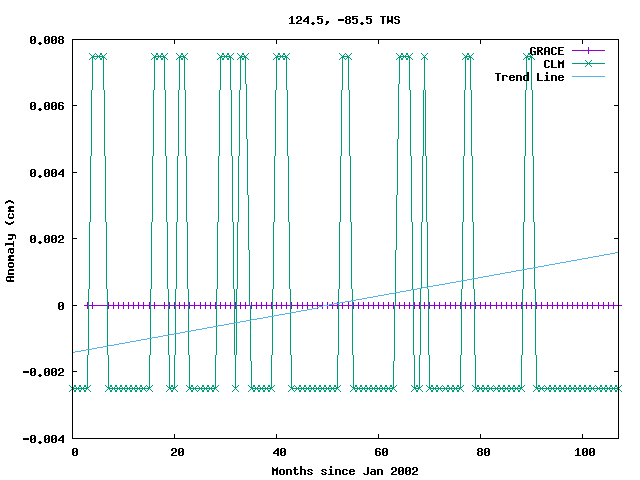 124.5, -85.5 TWS
GRACE
CLM
Trend Line
0.008
0.006
0.004
0.002
0
-0.002
-0.004
Anomaly (cm)
0 20 40 60 80 100
Months since Jan 2002